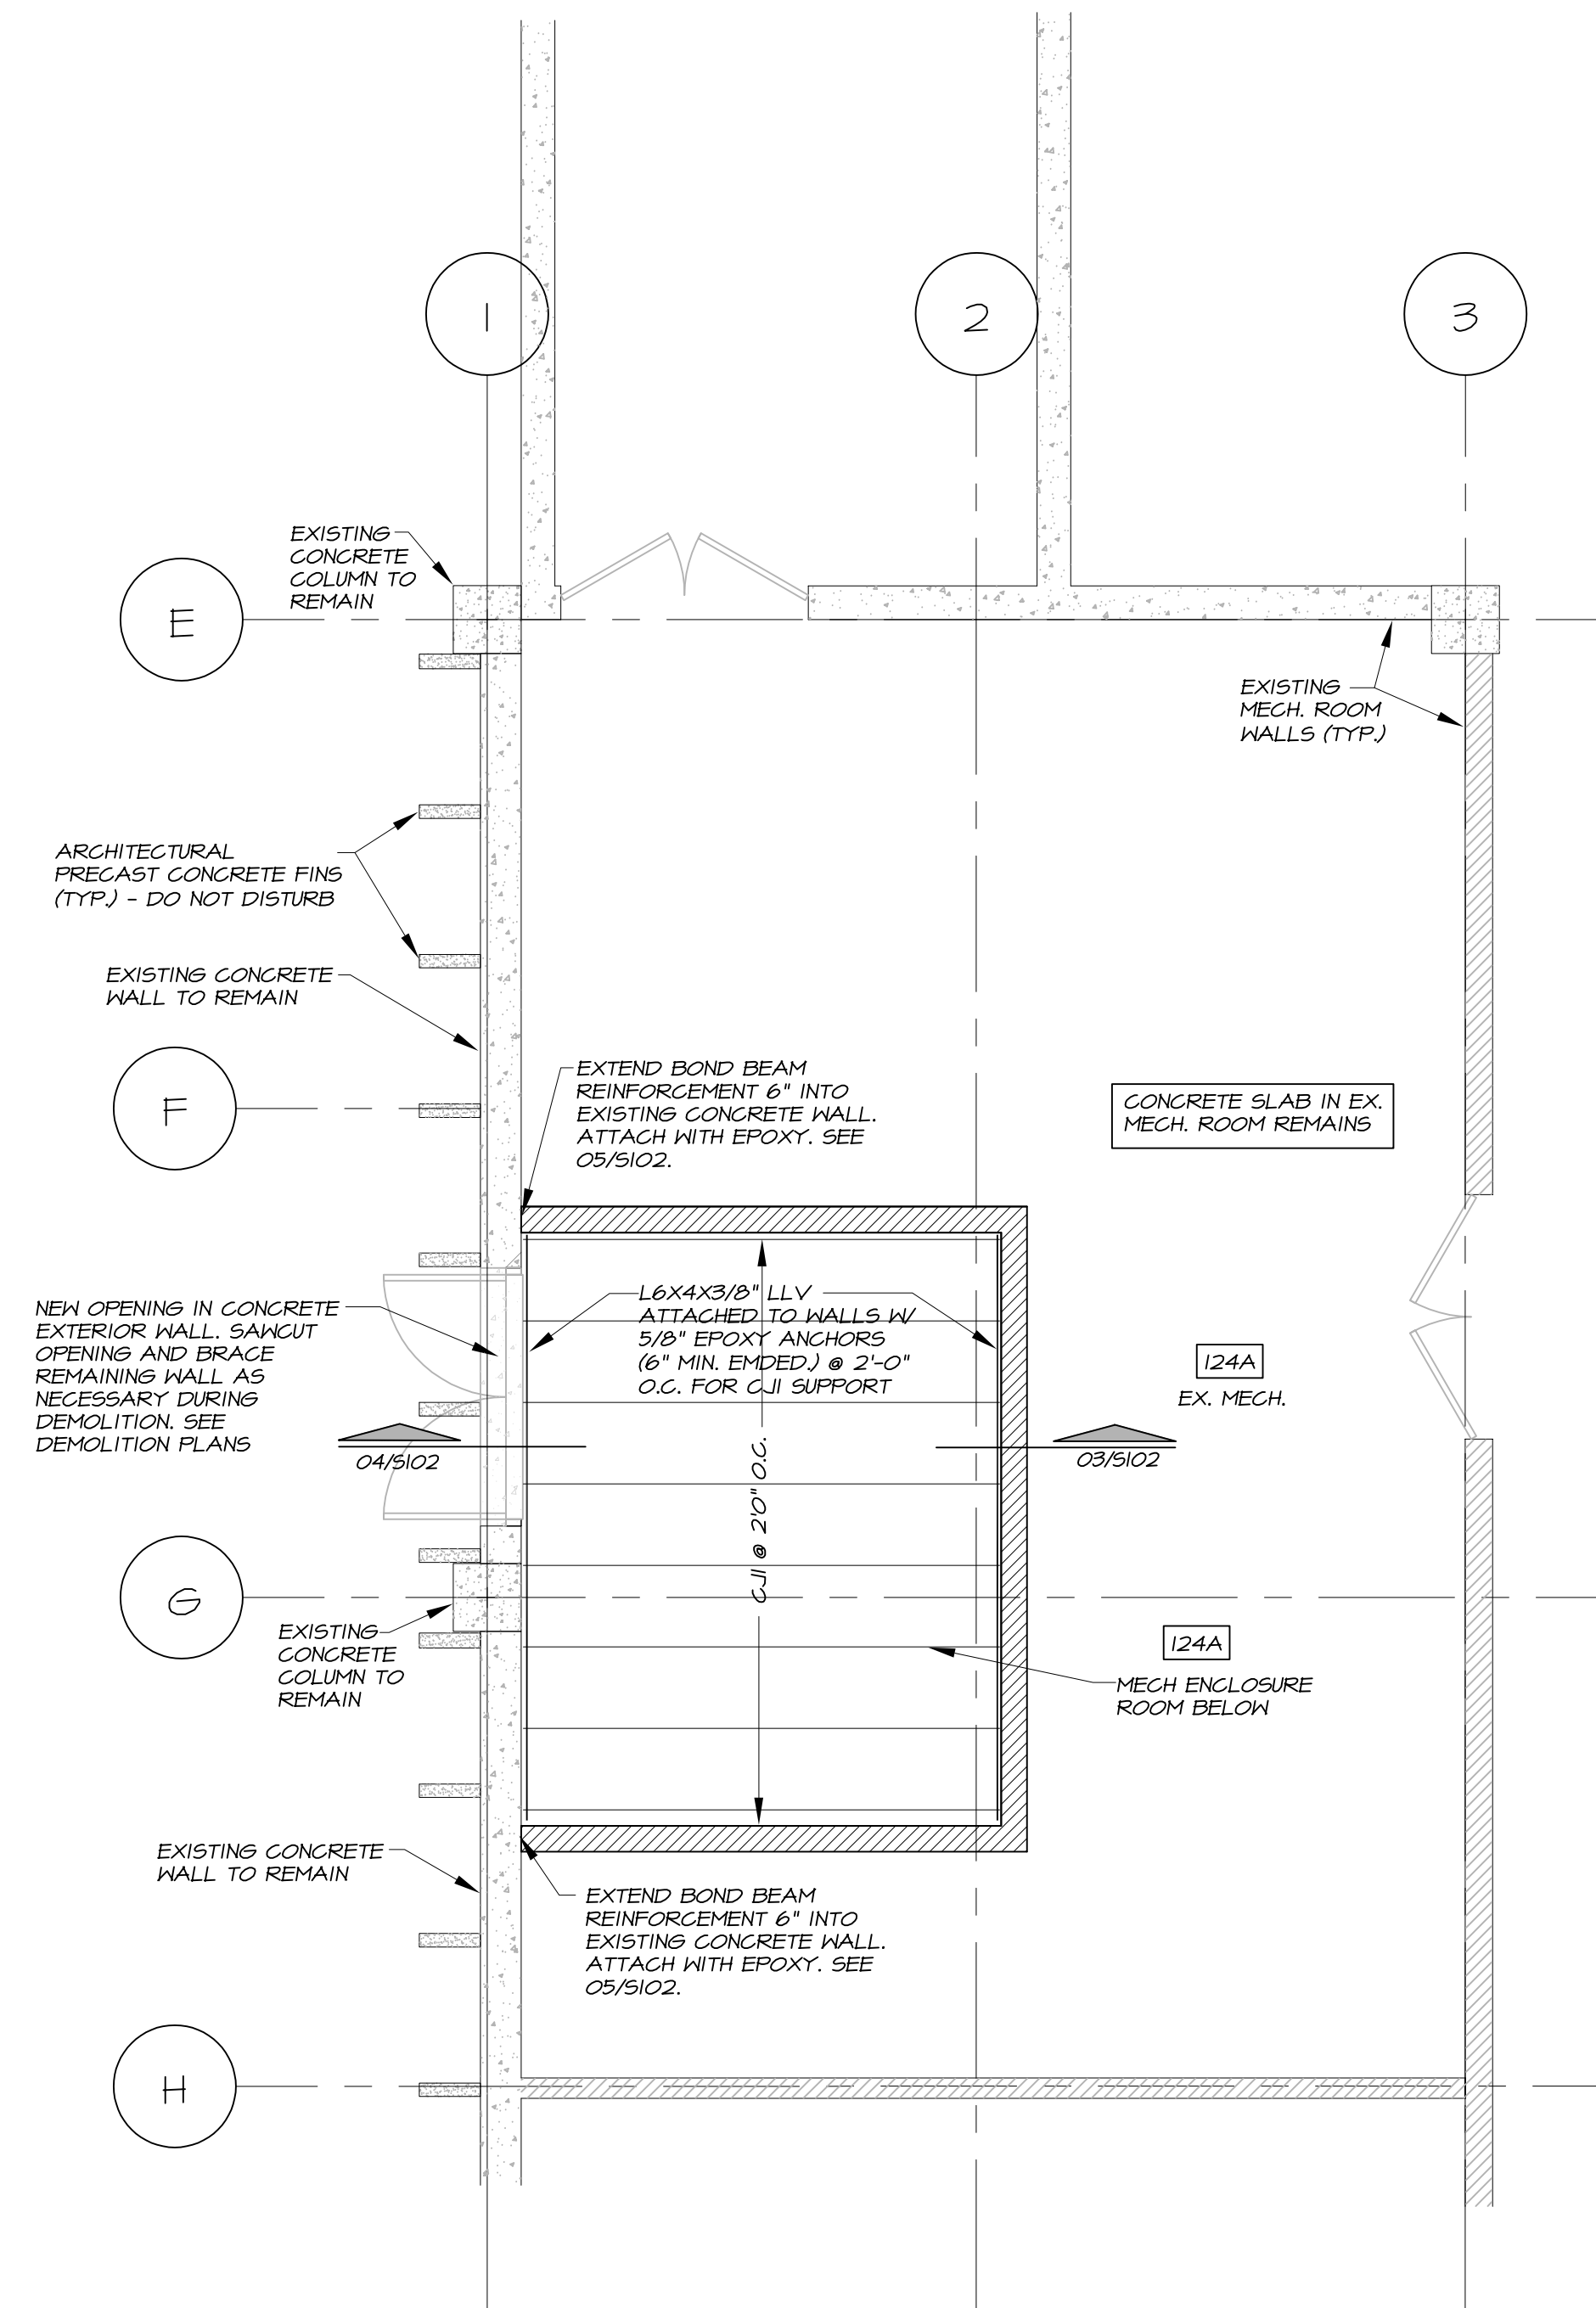 1
2
3
EXISTING
CONCRETE
COLUMN TO
REMAIN
E
EXISTING
MECH. ROOM
WALLS (TYP.)
ARCHITECTURAL
PRECAST CONCRETE FINS
(TYP.) - DO NOT DISTURB
EXISTING CONCRETE
WALL TO REMAIN
F
EXTEND BOND BEAM
REINFORCEMENT 6" INTO
EXISTING CONCRETE WALL.
ATTACH WITH EPOXY. SEE
05/S102.
CONCRETE SLAB IN EX.
MECH. ROOM REMAINS
NEW OPENING IN CONCRETE
EXTERIOR WALL. SAWCUT
OPENING AND BRACE
REMAINING WALL AS
NECESSARY DURING
DEMOLITION. SEE
DEMOLITION PLANS
L6X4X3/8" LLV
ATTACHED TO WALLS W/
5/8" EPOXY ANCHORS
(6" MIN. EMDED.) @ 2'-0"
O.C. FOR CJ1 SUPPORT
124A
EX. MECH.
04/S102
CJ1 @ 2'0" O.C.
03/S102
G
EXISTING
CONCRETE
COLUMN TO
REMAIN
124A
MECH ENCLOSURE
ROOM BELOW
EXISTING CONCRETE
WALL TO REMAIN
EXTEND BOND BEAM
REINFORCEMENT 6" INTO
EXISTING CONCRETE WALL.
ATTACH WITH EPOXY. SEE
05/S102.
H